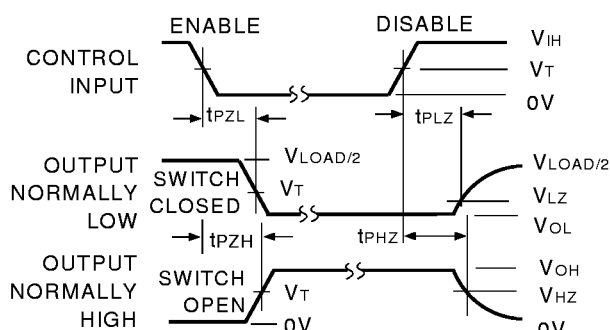 ENABLE DISABLE
CONTROL INPUT
VIH
VT
0V
tPZL tPLZ
OUTPUT NORMALLY LOW
SWITCH CLOSED
VLOAD/2
VT
VLOAD/2
VLZ
VOL
tPZH tPHZ
OUTPUT NORMALLY HIGH
SWITCH OPEN
VT
0V
VOH
VHZ
0V